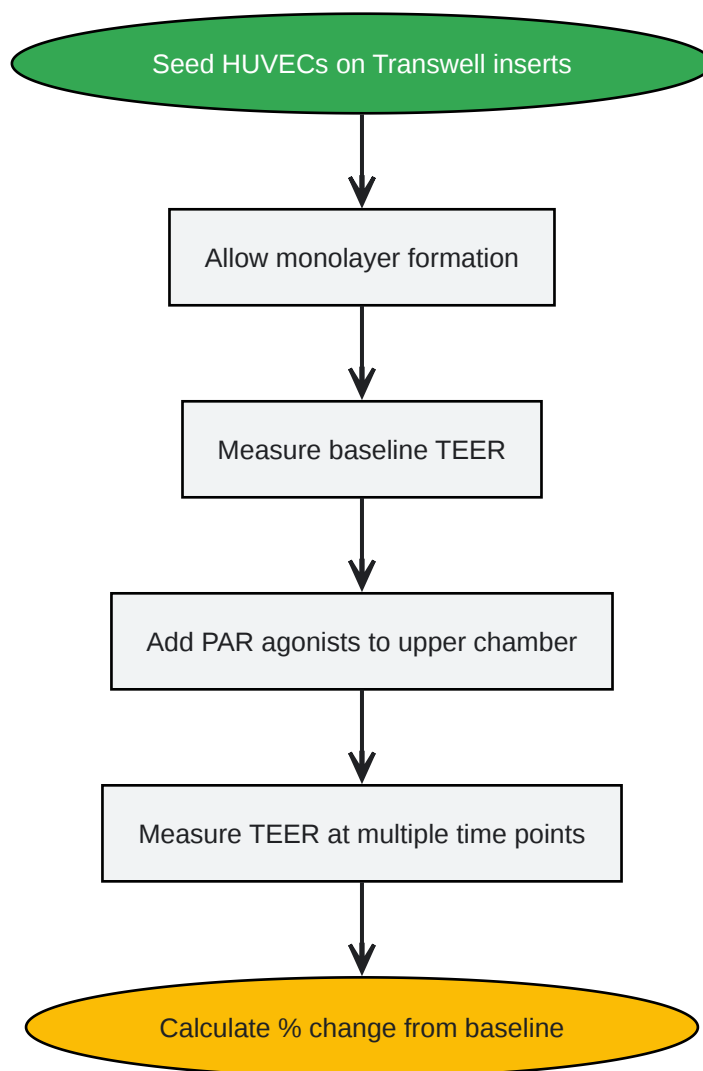 Seed HUVECs on Transwell inserts
Allow monolayer formation
Measure baseline TEER
Add PAR agonists to upper chamber
Measure TEER at multiple time points
Calculate % change from baseline